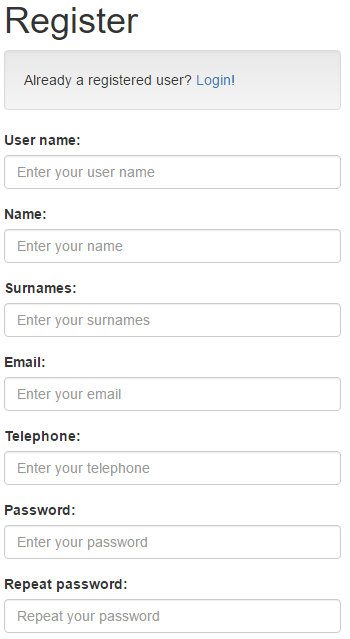 Register
Already a registered user? Login!
User name:
Enter your user name
Name:
Enter your name
Surnames:
Enter your surnames
Email:
Enter your email
Telephone:
Enter your telephone
Password:
Enter your password
Repeat password:
Repeat your password